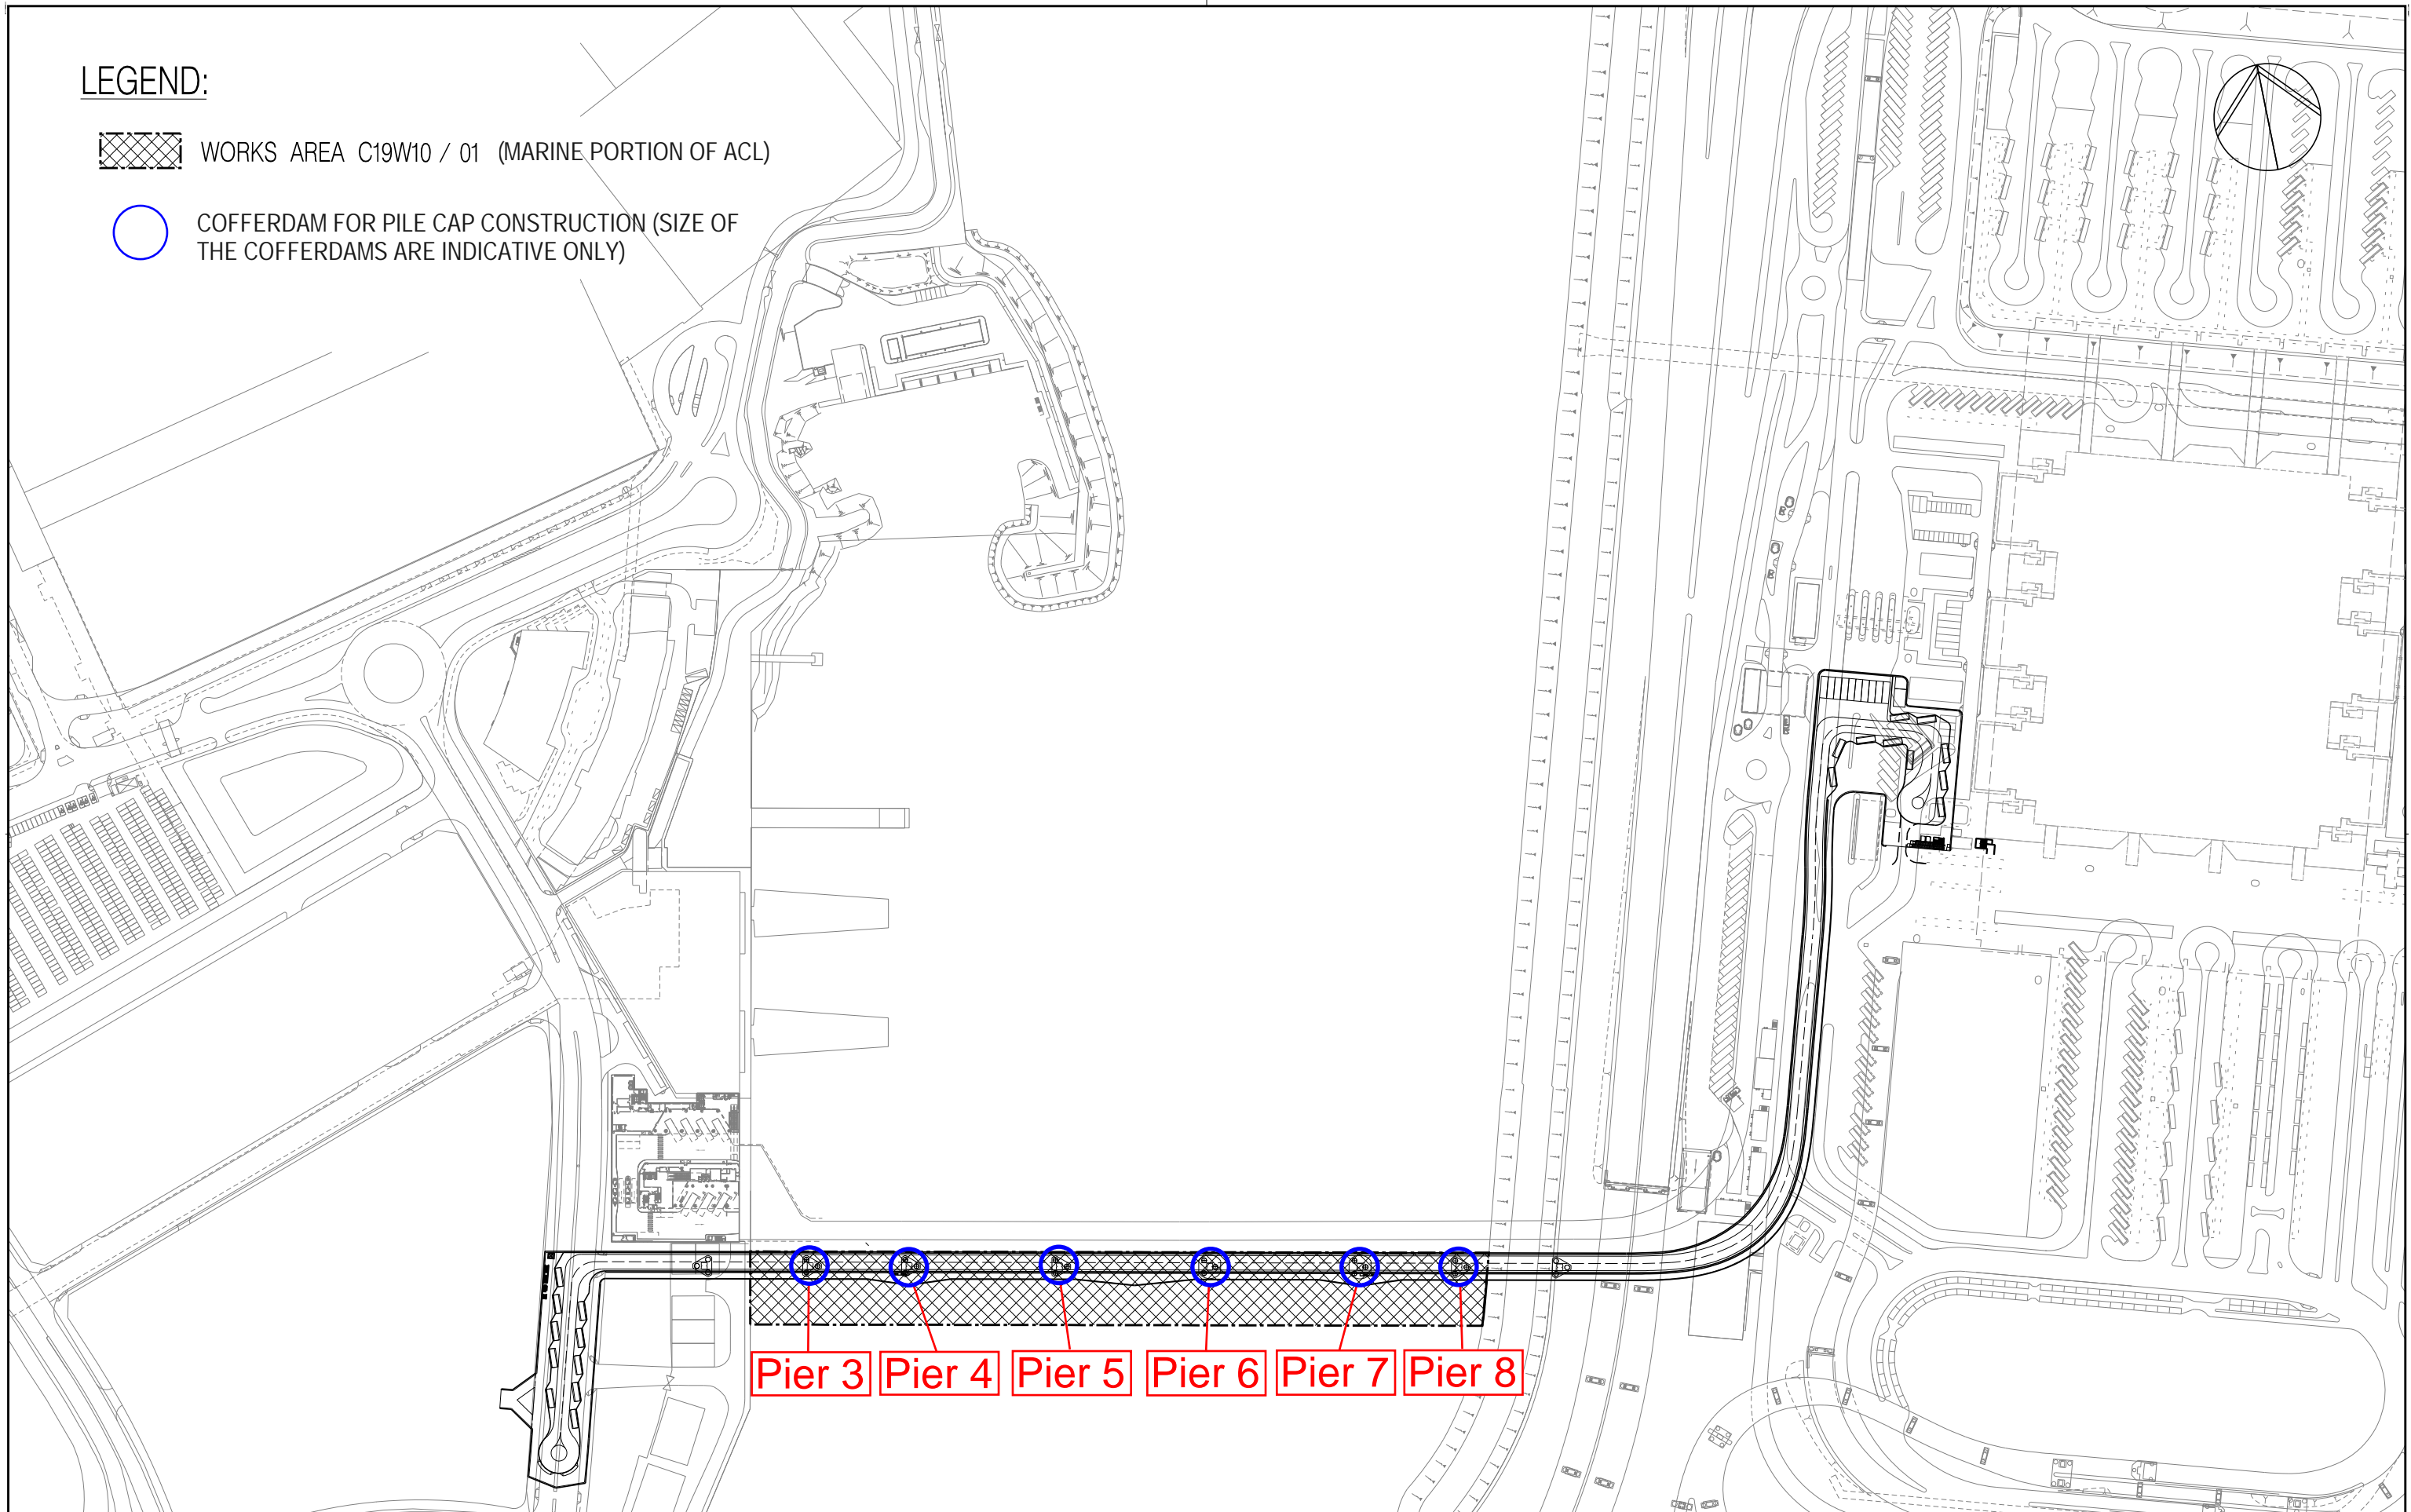 LEGEND:
WORKS AREA C19W10 / 01 (MARINE PORTION OF ACL)
COFFERDAM FOR PILE CAP CONSTRUCTION (SIZE OF
THE COFFERDAMS ARE INDICATIVE ONLY)
Pier 3 Pier 4 Pier 5 Pier 6 Pier 7 Pier 8